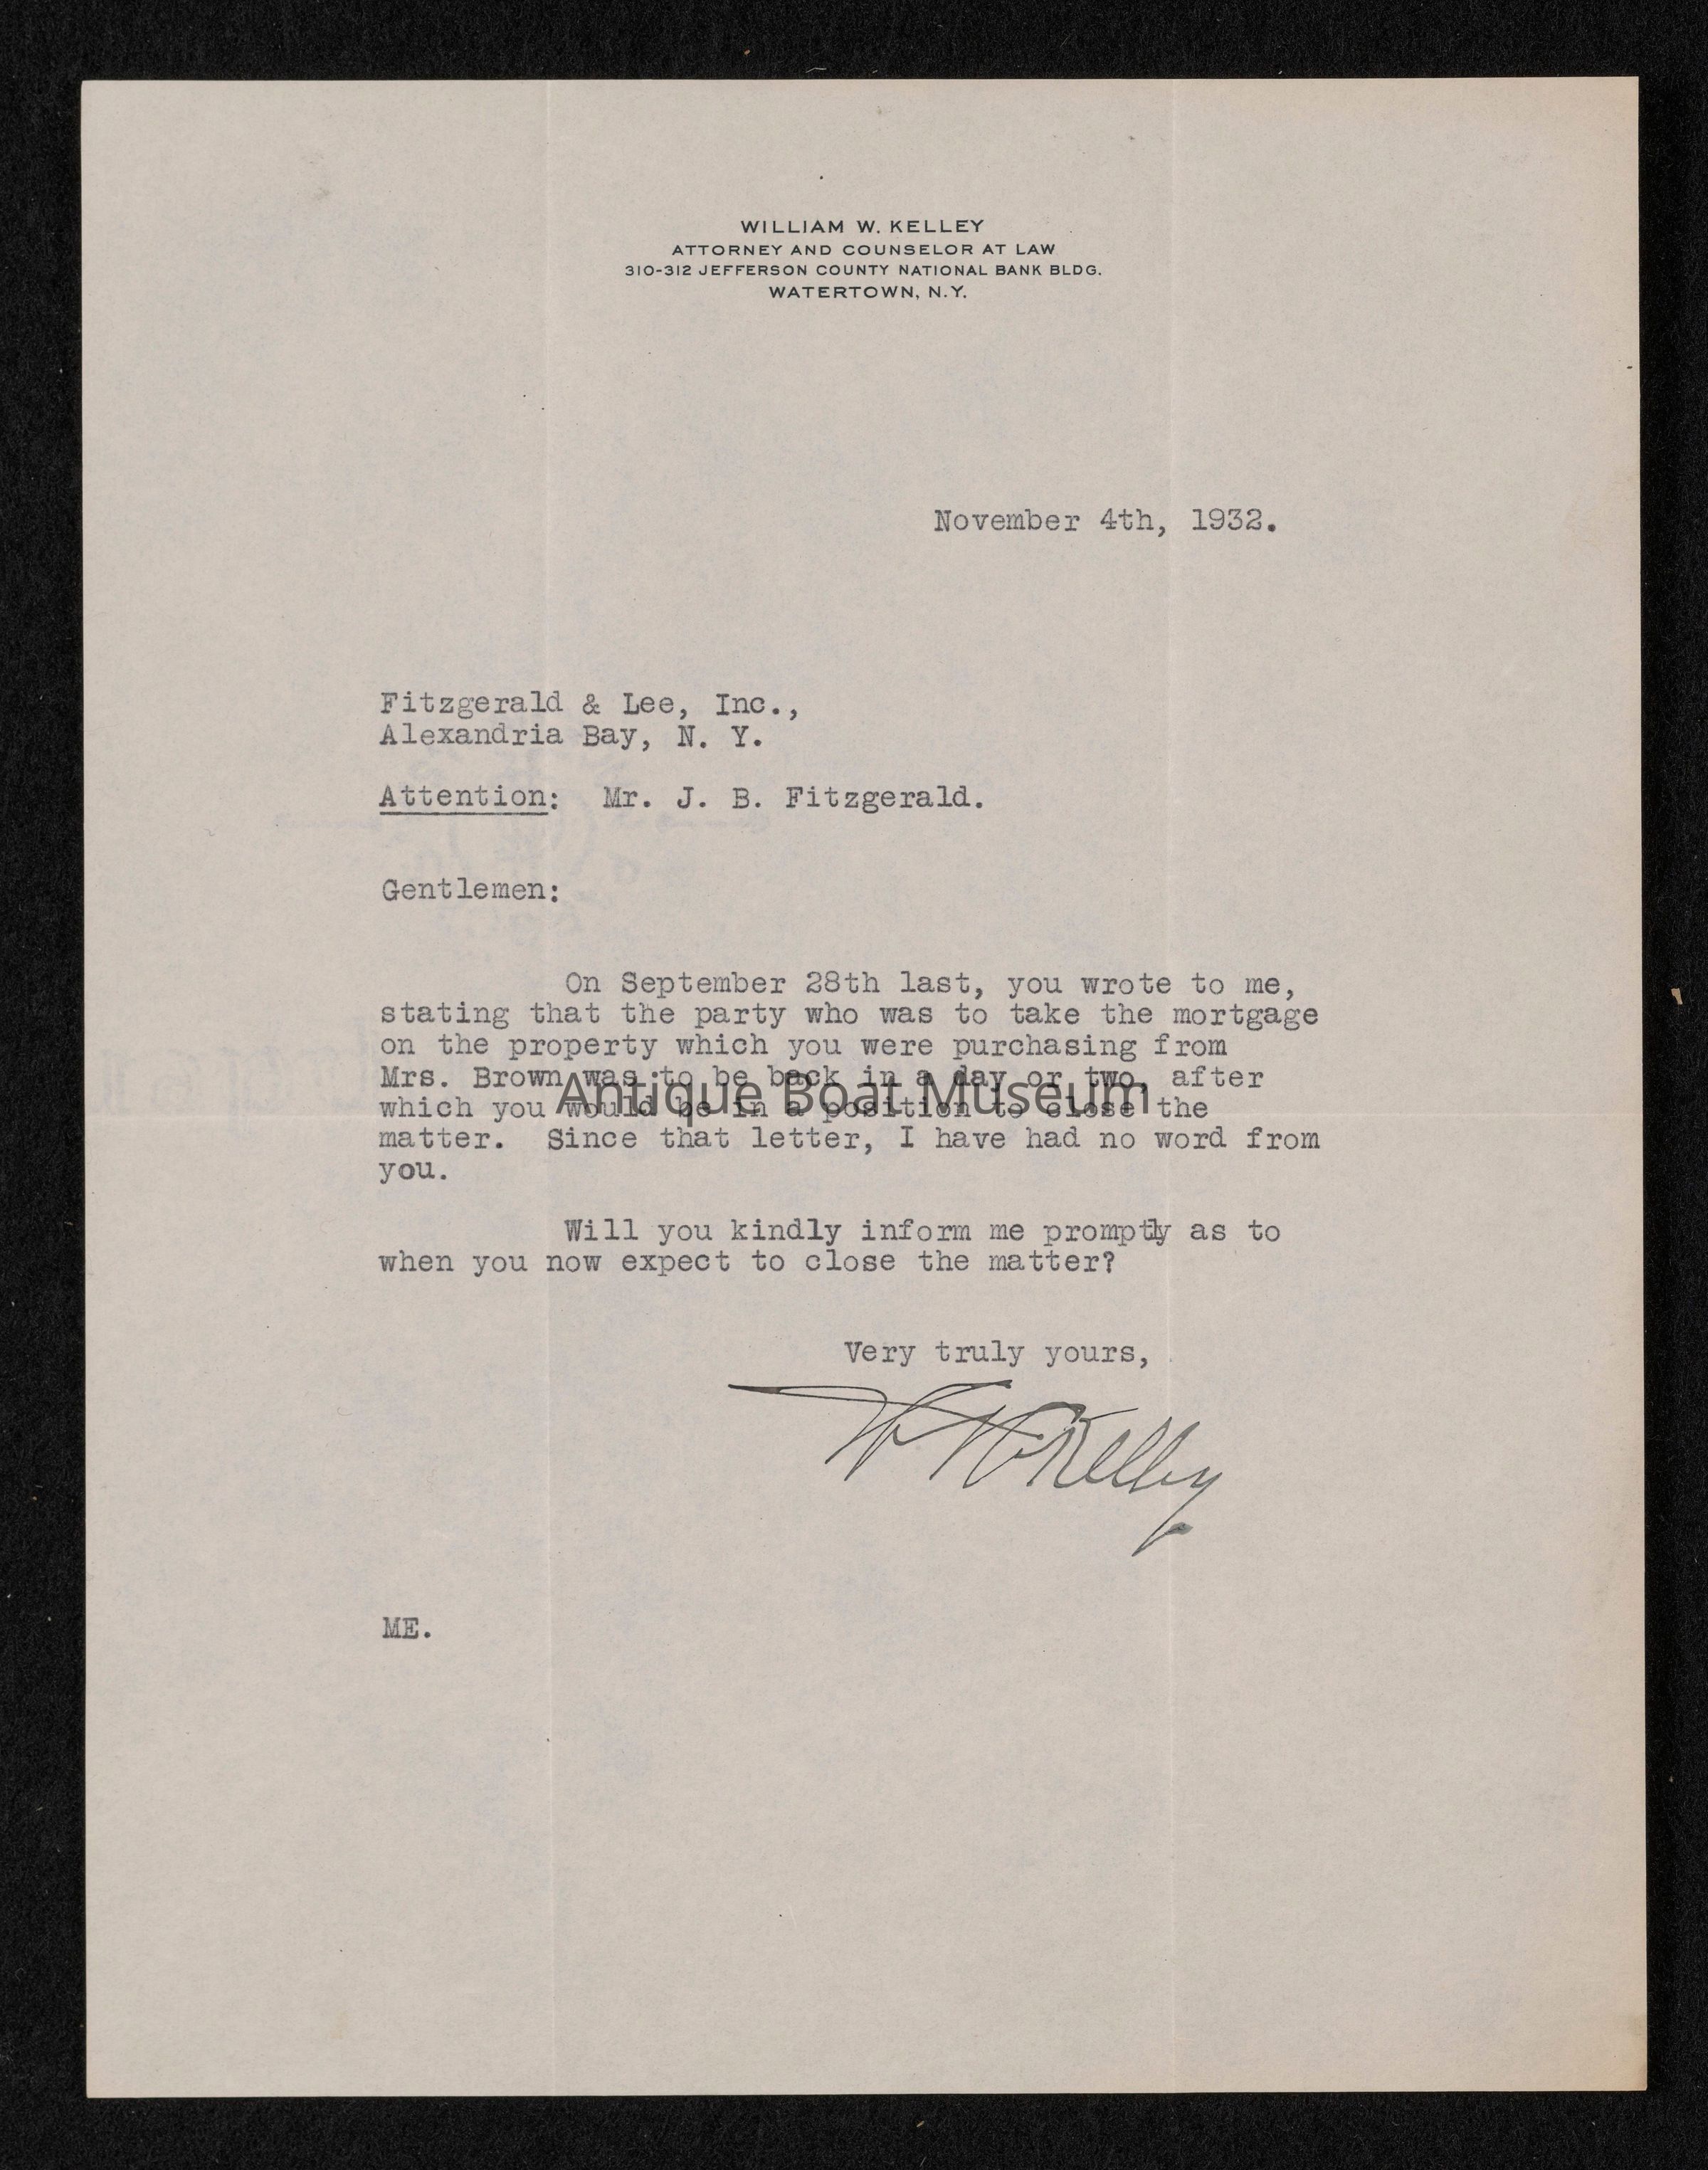 WILLIAM W. KELLEY
ATTORNEY AND COUNSELOR AT LAW
310-312 JEFFERSON COUNTY NATIONAL BANK BLDG.
WATERTOWN, N.Y.
November 4th, 1932.
Fitzgerald & Lee, Inc.,
Alexandria Bay, N. Y.
Attention: Mr. J. B. Fitzgerald.
Gentlemen:
On September 28th last, you wrote to me,
stating that the party who was to take the mortgage
on the property which you were purchasing from
Mrs. Brown was to be back in a day or two, after
Antique Boat Museum
which you would be in a position to close the
matter. Since that letter, I have had no word from
you.
Will you kindly inform me promptly as to
when you now expect to close the matter?
Very truly yours,
W W Kelley
ME.